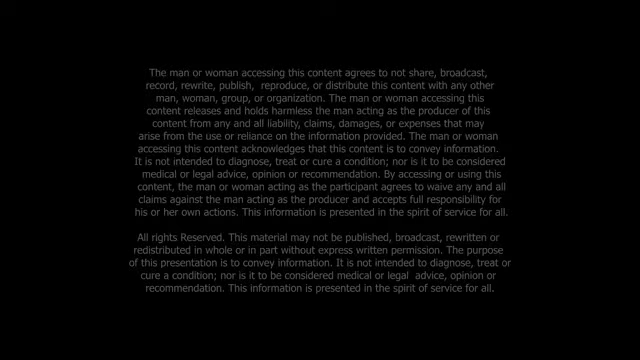 The man or woman accessing this content agrees to not share, broadcast,
record, rewrite, publish, reproduce, or distribute this content with any other
man, woman, group, or organization. The man or woman accessing this
content releases and holds harmless the man acting as the producer of this
content from any and all liability, claims, damages, or expenses that may
arise from the use or reliance on the information provided. The man or woman
accessing this content acknowledges that this content is to convey information.
It is not intended to diagnose, treat or cure a condition; nor is it to be considered
medical or legal advice, opinion or recommendation. By accessing or using this
content, the man or woman acting as the participant agrees to waive any and all
claims against the man acting as the producer and accepts full responsibility for
his or her own actions. This information is presented in the spirit of service for all.
All rights Reserved. This material may not be published, broadcast, rewritten or
redistributed in whole or in part without express written permission. The purpose
of this presentation is to convey information. It is not intended to diagnose, treat or
cure a condition; nor is it to be considered medical or legal advice, opinion or
recommendation. This information is presented in the spirit of service for all.